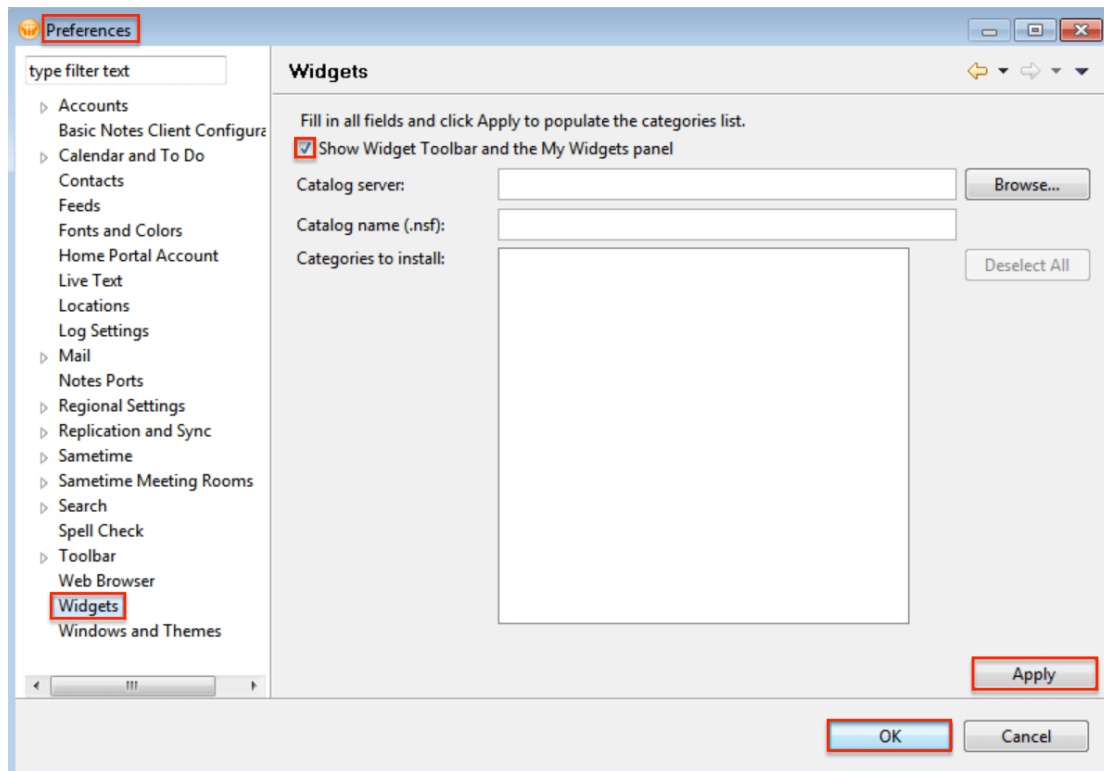 Preferences
type filter text
Accounts
Basic Notes Client Configura
Calendar and To Do
Contacts
Feeds
Fonts and Colors
Home Portal Account
Live Text
Locations
Log Settings
Mail
Notes Ports
Regional Settings
Replication and Sync
Sametime
Sametime Meeting Rooms
Search
Spell Check
Toolbar
Web Browser
Widgets
Windows and Themes
Widgets
Fill in all fields and click Apply to populate the categories list.
Show Widget Toolbar and the My Widgets panel
Catalog server:
Browse...
Catalog name (.nsf):
Categories to install:
Deselect All
Apply
OK
Cancel